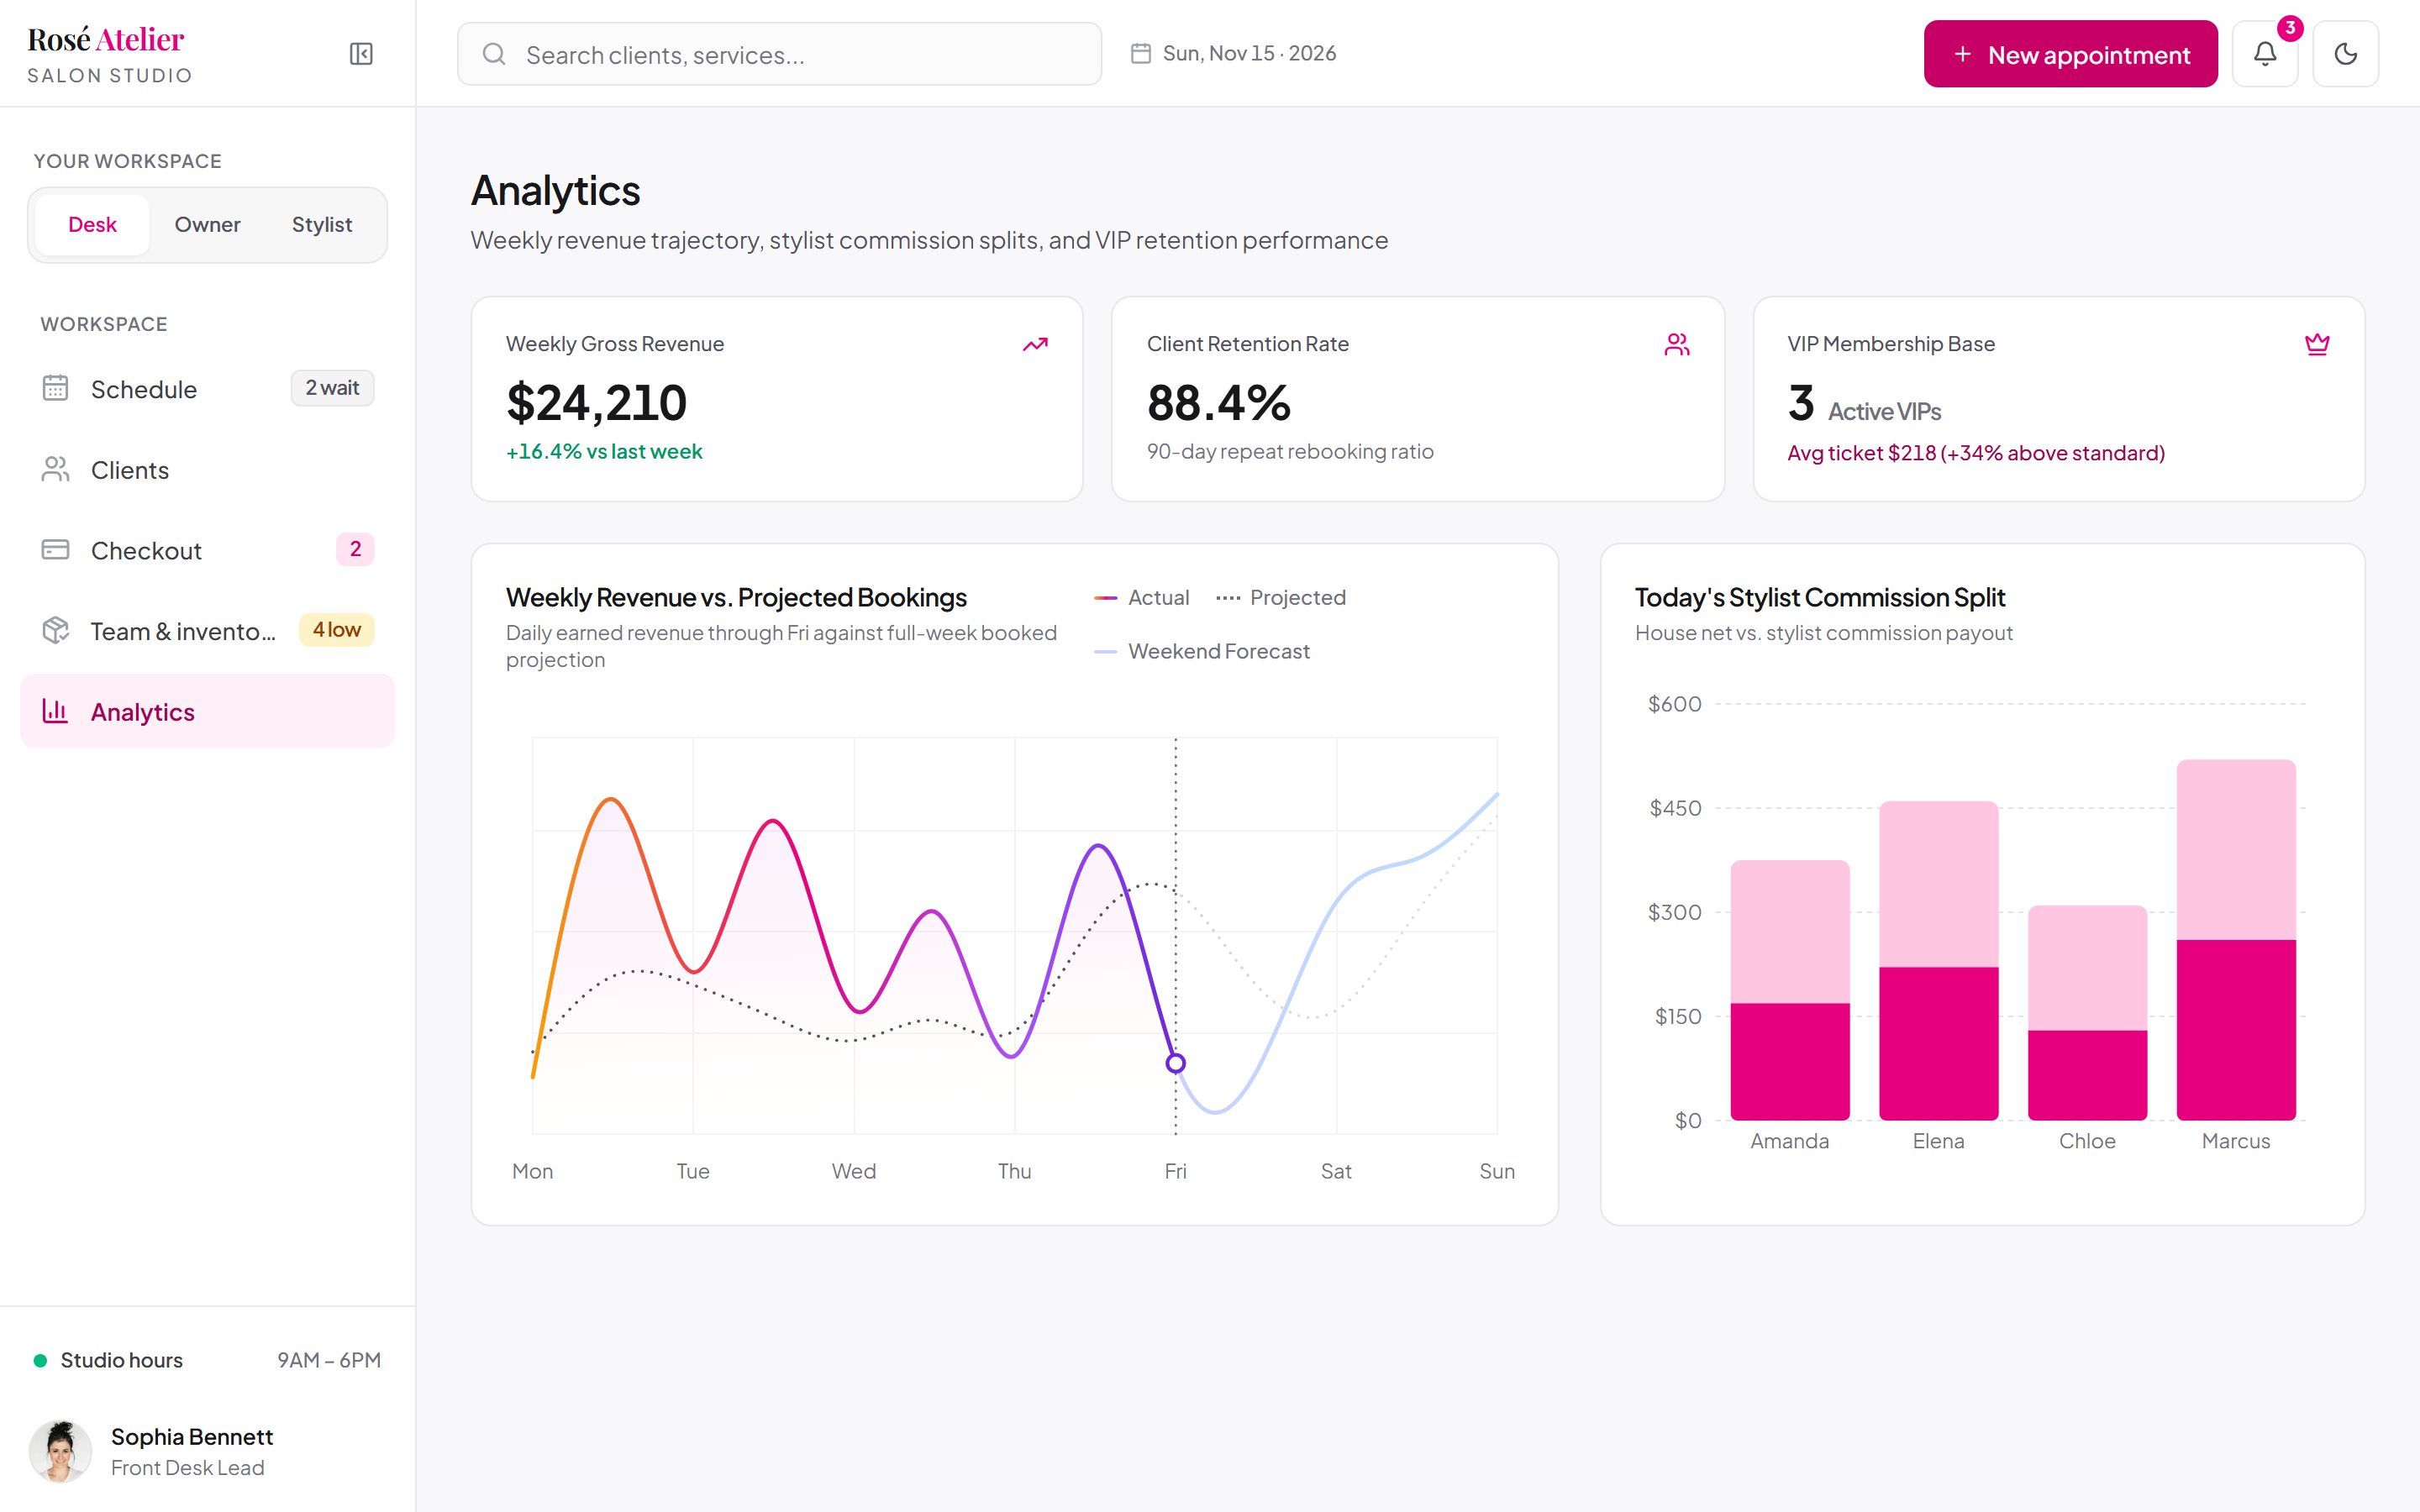 Rosé Atelier
SALON STUDIO
Search clients, services...
Sun, Nov 15 · 2026
+ New appointment
3
YOUR WORKSPACE
Desk
Owner
Stylist
WORKSPACE
Schedule
2 wait
Clients
Checkout
2
Team & invento...
4 low
Analytics
Studio hours
9AM – 6PM
Sophia Bennett
Front Desk Lead
Analytics
Weekly revenue trajectory, stylist commission splits, and VIP retention performance
Weekly Gross Revenue
$24,210
+16.4% vs last week
Client Retention Rate
88.4%
90-day repeat rebooking ratio
VIP Membership Base
3 Active VIPs
Avg ticket $218 (+34% above standard)
Weekly Revenue vs. Projected Bookings
Daily earned revenue through Fri against full-week booked
projection
Actual
Projected
Weekend Forecast
Mon
Tue
Wed
Thu
Fri
Sat
Sun
Today's Stylist Commission Split
House net vs. stylist commission payout
$600
$450
$300
$150
$0
Amanda
Elena
Chloe
Marcus